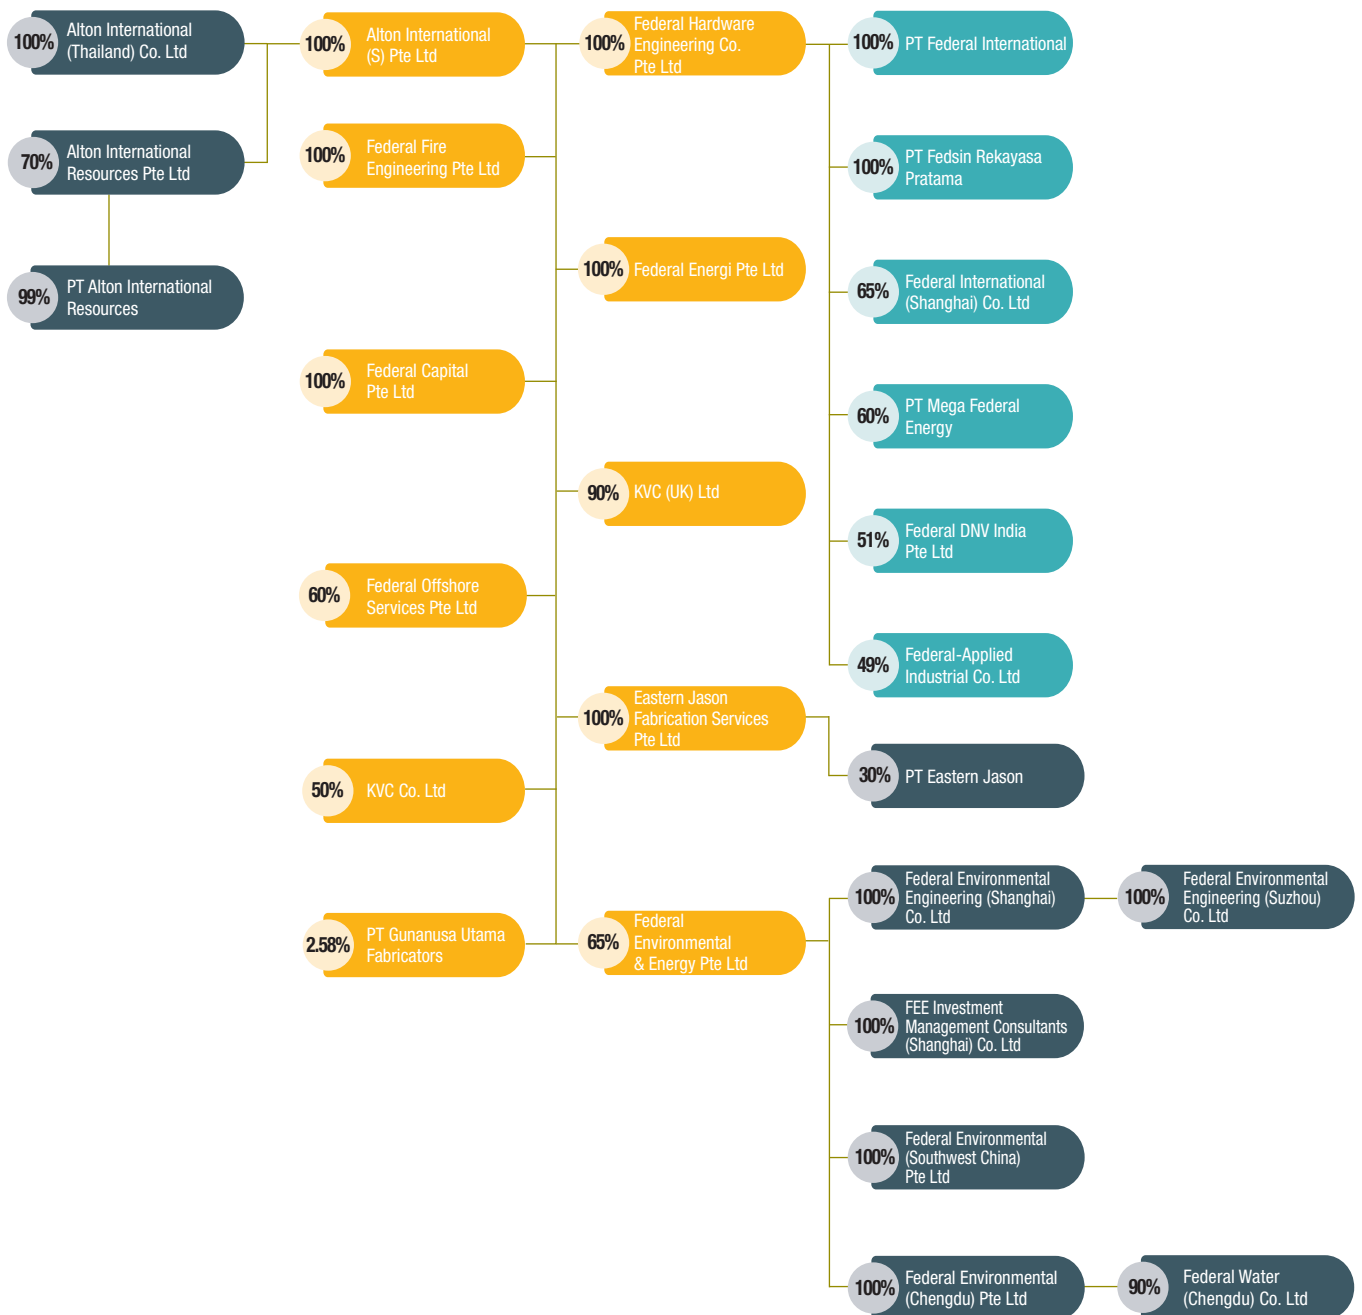 100%
Alton International
(Thailand) Co. Ltd
70%
Alton International
Resources Pte Ltd
99%
PT Alton International
Resources
100%
Alton International
(S) Pte Ltd
100%
Federal Fire
Engineering Pte Ltd
100%
Federal Capital
Pte Ltd
60%
Federal Offshore
Services Pte Ltd
50%
KVC Co. Ltd
2.58%
PT Gunanusa Utama
Fabricators
100%
Federal Hardware
Engineering Co.
Pte Ltd
100%
Federal Energi Pte Ltd
90%
KVC (UK) Ltd
100%
Eastern Jason
Fabrication Services
Pte Ltd
65%
Federal
Environmental
& Energy Pte Ltd
100%
PT Federal International
100%
PT Fedsin Rekayasa
Pratama
65%
Federal International
(Shanghai) Co. Ltd
60%
PT Mega Federal
Energy
51%
Federal DNV India
Pte Ltd
49%
Federal-Applied
Industrial Co. Ltd
30%
PT Eastern Jason
100%
Federal Environmental
Engineering (Shanghai)
Co. Ltd
100%
FEE Investment
Management Consultants
(Shanghai) Co. Ltd
100%
Federal Environmental
(Southwest China)
Pte Ltd
100%
Federal Environmental
(Chengdu) Pte Ltd
100%
Federal Environmental
Engineering (Suzhou)
Co. Ltd
90%
Federal Water
(Chengdu) Co. Ltd